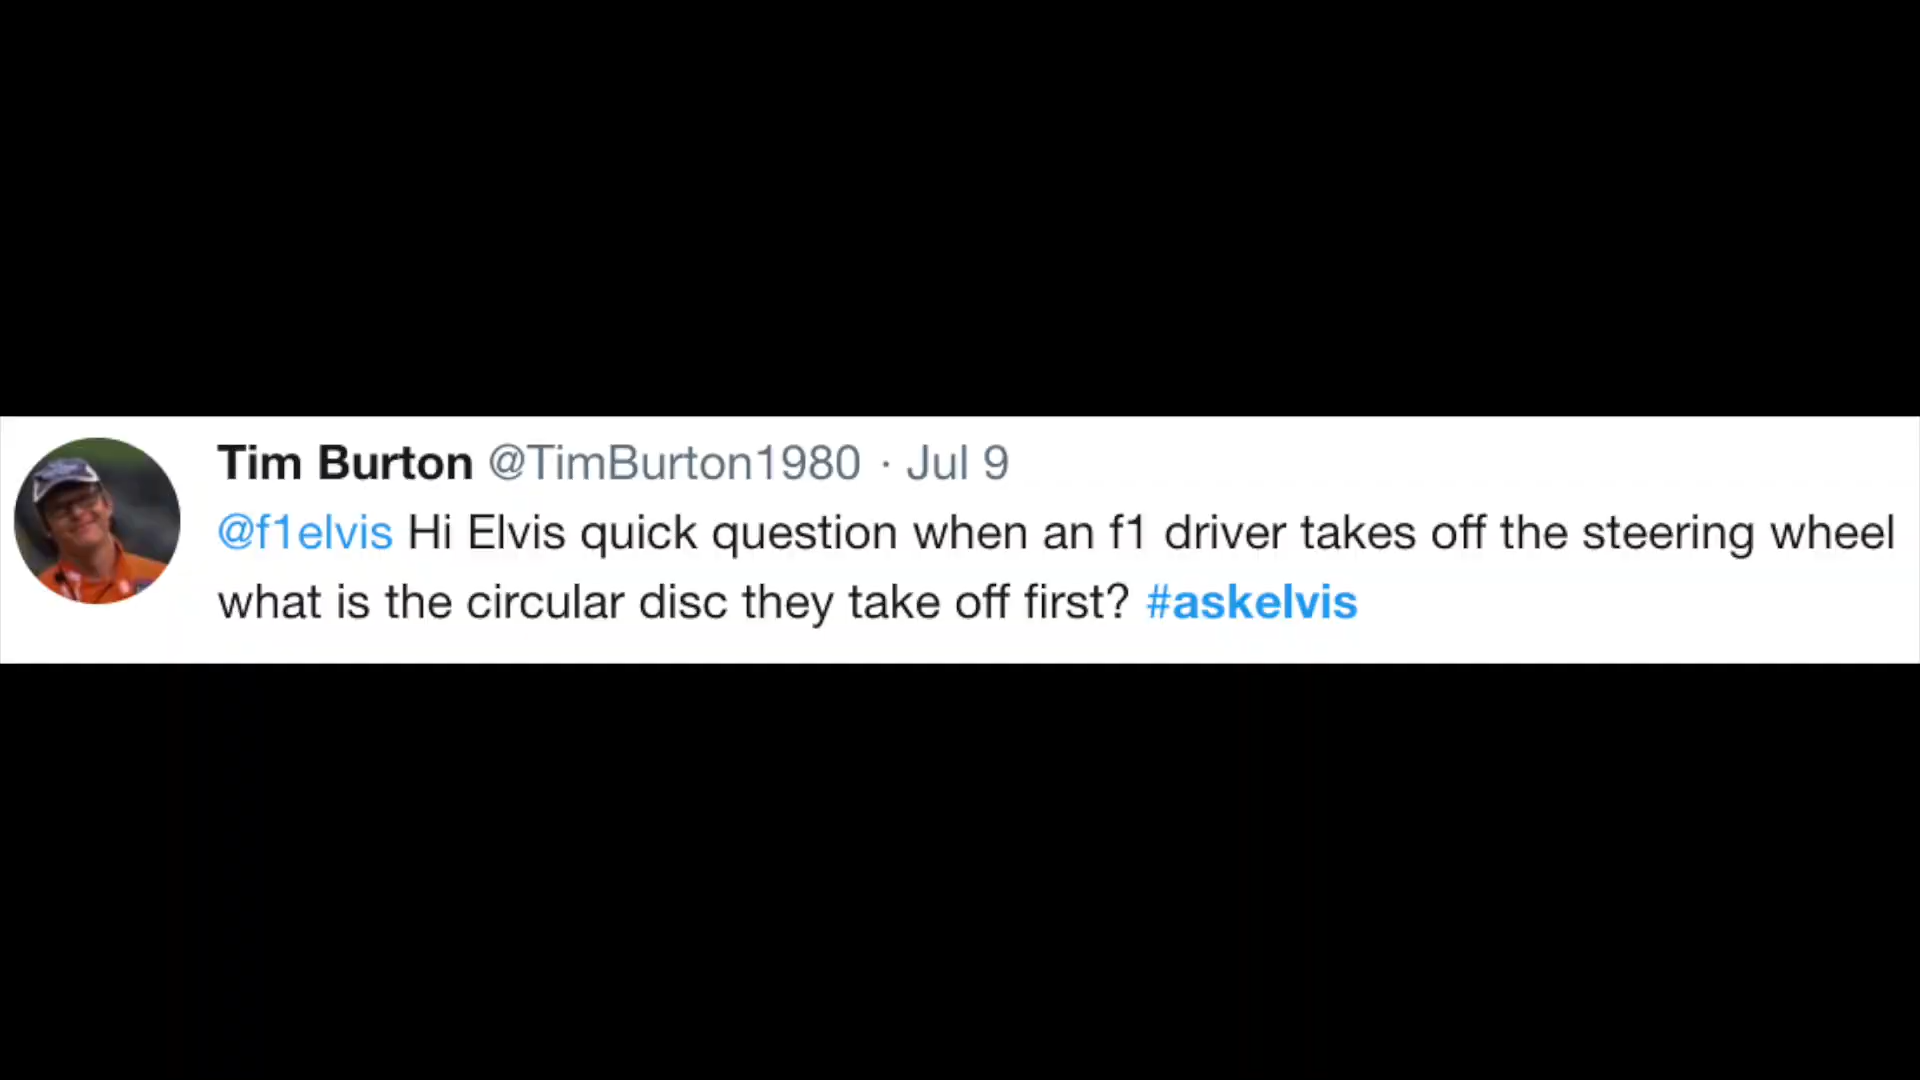 Tim Burton @TimBurton1980 · Jul 9
@f1elvis Hi Elvis quick question when an f1 driver takes off the steering wheel
what is the circular disc they take off first? #askelvis